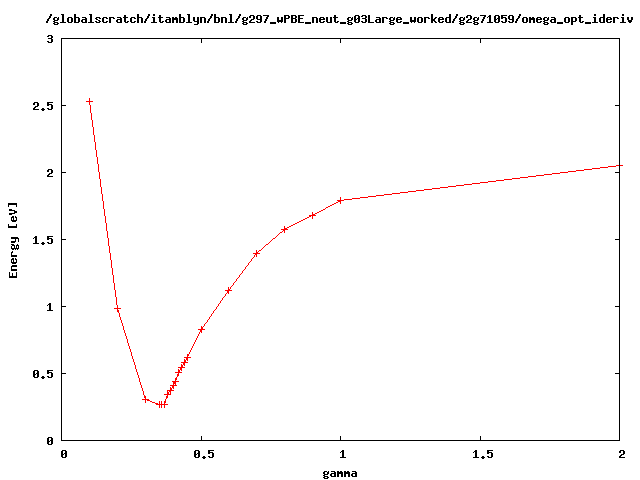 /globalscratch/itamblyn/bnl/g297_wPBE_neut_g03Large_worked/g2g71059/omega_opt_ideriv
3
2.5
2
1.5
1
0.5
0
Energy [eV]
0 0.5 1 1.5 2
gamma